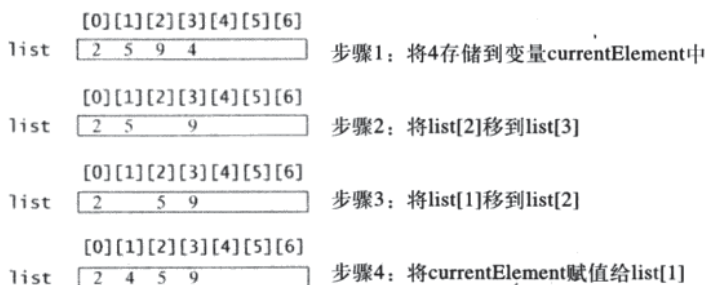 [0][1][2][3][4][5][6]
list 2 5 9 4 步骤1：将4存储到变量currentElement中
[0][1][2][3][4][5][6]
list 2 5 9 步骤2：将list[2]移到list[3]
[0][1][2][3][4][5][6]
list 2 5 9 步骤3：将list[1]移到list[2]
[0][1][2][3][4][5][6]
list 2 4 5 9 步骤4：将currentElement赋值给list[1]